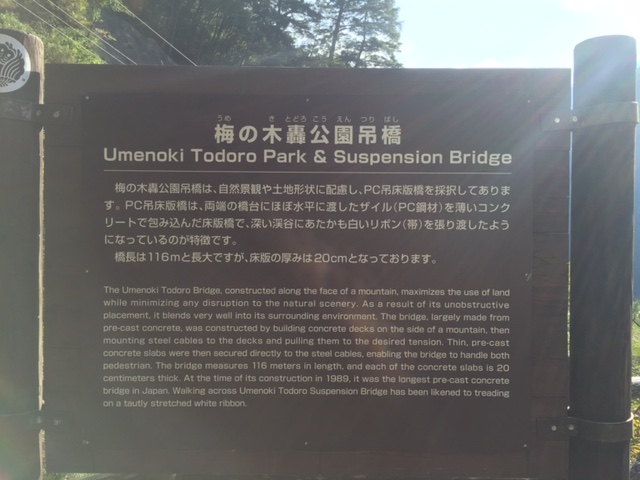 うめ き とどろ こう えん つり ばし
梅の木轟公園吊橋
Umenoki Todoro Park & Suspension Bridge
梅の木轟公園吊橋は、自然景観や土地形状に配慮し、PC吊床版橋を採択してありま
す。PC吊床版橋は、両端の橋台にほぼ水平に渡したザイル(PC鋼材)を薄いコンク
リートで包み込んだ床版橋で、深い渓谷にあたかも白いリボン(帯)を張り渡したよう
になっているのが特徴です。
橋長は116mと長大ですが、床版の厚みは20cmとなっております。
The Umenoki Todoro Bridge, constructed along the face of a mountain, maximizes the use of land
while minimizing any disruption to the natural scenery. As a result of its unobstructive
placement, it blends very well into its surrounding environment. The bridge, largely made from
pre-cast concrete, was constructed by building concrete decks on the side of a mountain, then
mounting steel cables to the decks and pulling them to the desired tension. Thin, pre-cast
concrete slabs were then secured directly to the steel cables, enabling the bridge to handle both
pedestrian. The bridge measures 116 meters in length, and each of the concrete slabs is 20
centimeters thick. At the time of its construction in 1989, it was the longest pre-cast concrete
bridge in Japan. Walking across Umenoki Todoro Suspension Bridge has been likened to treading
on a tautly stretched white ribbon.